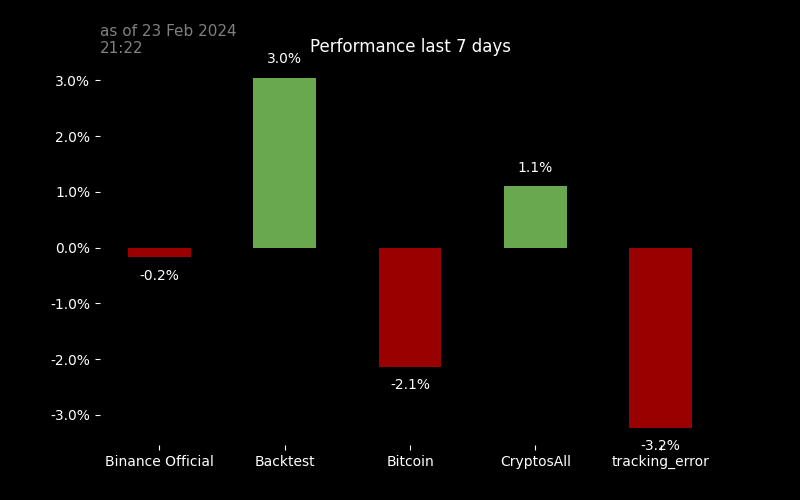 as of 23 Feb 2024
21:22
Performance last 7 days
3.0%
2.0%
1.0%
0.0%
-1.0%
-2.0%
-3.0%
-0.2%
3.0%
-2.1%
1.1%
-3.2%
Binance Official
Backtest
Bitcoin
CryptosAll
tracking_error